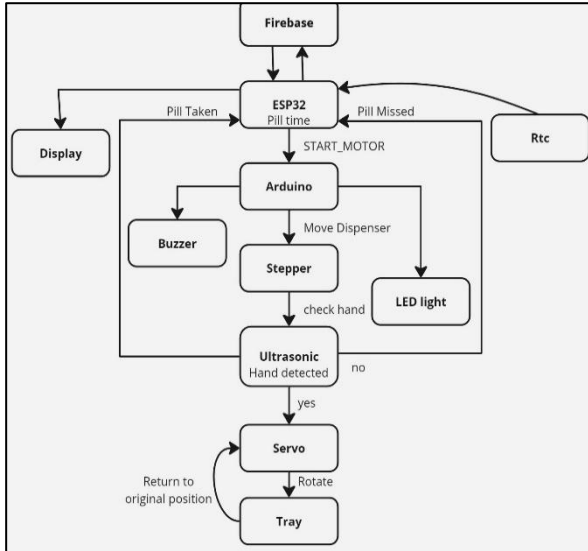 Firebase
ESP32
Pill time
Pill Taken
Pill Missed
Display
Rtc
START_MOTOR
Arduino
Buzzer
Move Dispenser
Stepper
LED light
check hand
Ultrasonic
Hand detected
no
yes
Servo
Return to
original position
Rotate
Tray